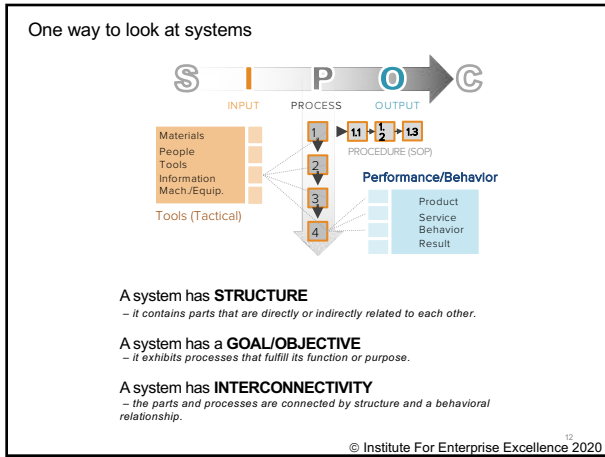 One way to look at systems
S I P O C
INPUT PROCESS OUTPUT
Materials
People
Tools
Information
Mach./Equip.
Tools (Tactical)
1
2
3
4
1.1
1.2
1.3
PROCEDURE (SOP)
Performance/Behavior
Product
Service
Behavior
Result
A system has STRUCTURE
– it contains parts that are directly or indirectly related to each other.
A system has a GOAL/OBJECTIVE
– it exhibits processes that fulfill its function or purpose.
A system has INTERCONNECTIVITY
– the parts and processes are connected by structure and a behavioral
relationship.
12
© Institute For Enterprise Excellence 2020